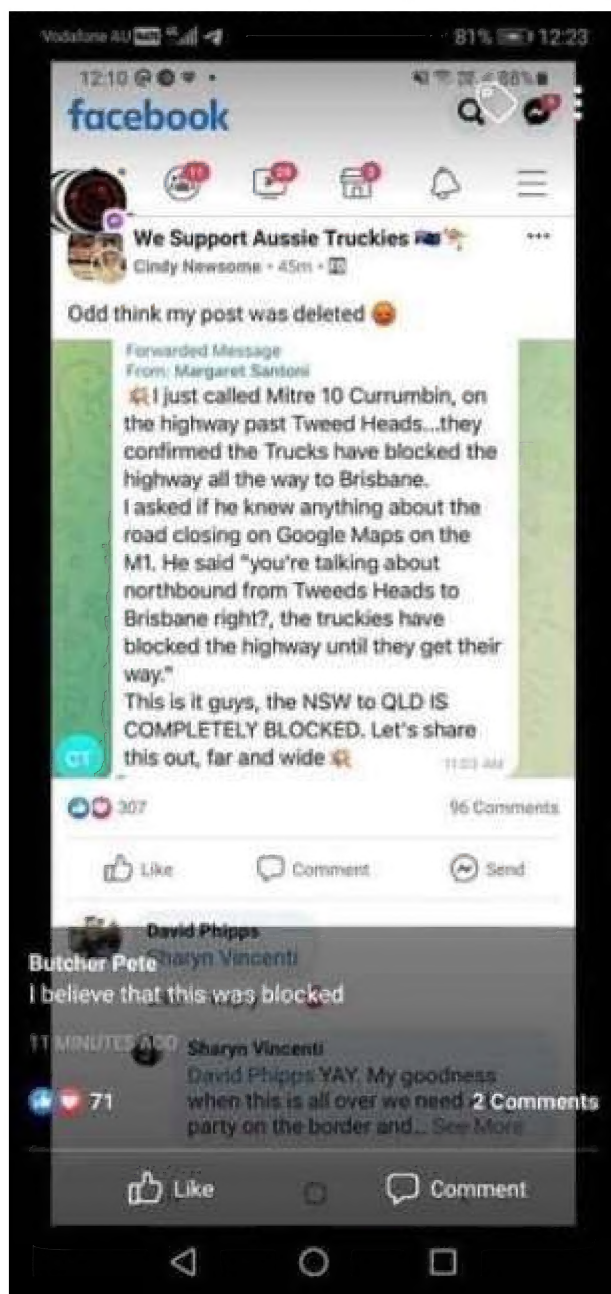 Vodafone AU
81% 12:23
12:10
facebook
We Support Aussie Truckies
Cindy Newsome • 45m •
Odd think my post was deleted
Forwarded Message
From: Margaret Santoni
I just called Mitre 10 Currumbin, on
the highway past Tweed Heads...they
confirmed the Trucks have blocked the
highway all the way to Brisbane.
I asked if he knew anything about the
road closing on Google Maps on the
M1. He said "you're talking about
northbound from Tweeds Heads to
Brisbane right?, the truckies have
blocked the highway until they get their
way."
This is it guys, the NSW to QLD IS
COMPLETELY BLOCKED. Let's share
this out, far and wide
CT
11:03 AM
307
96 Comments
Like
Comment
Send
David Phipps
Sharyn Vincenti
Butcher Pete
I believe that this was blocked
11 MINUTES AGO
Sharyn Vincenti
David Phipps YAY. My goodness
when this is all over we need
party on the border and... See More
71
2 Comments
Like
Comment